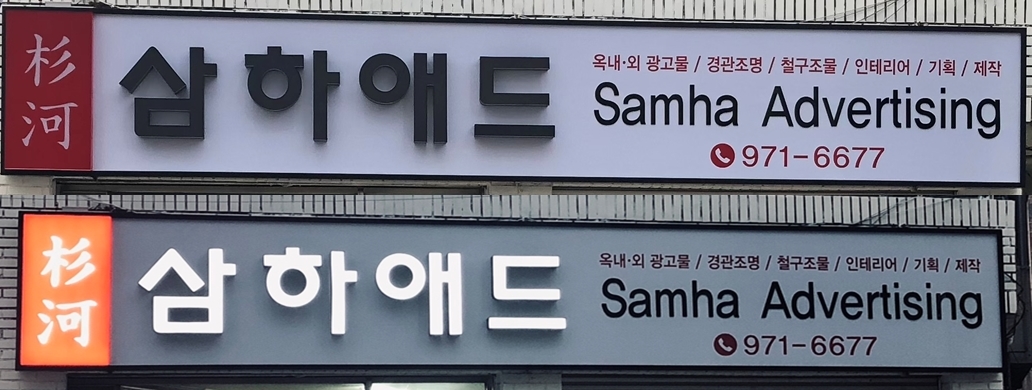 杉河
삼하애드
옥내·외 광고물 / 경관조명 / 철구조물 / 인테리어 / 기획 / 제작
Samha Advertising
971-6677
杉河
삼하애드
옥내·외 광고물 / 경관조명 / 철구조물 / 인테리어 / 기획 / 제작
Samha Advertising
971-6677